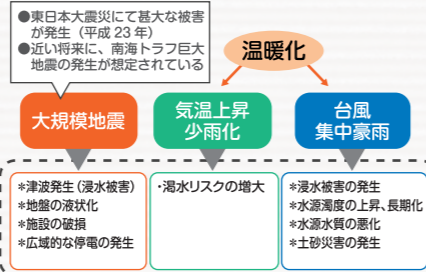 ●東日本大震災にて甚大な被害
が発生（平成 23 年）
●近い将来に、南海トラフ巨大
地震の発生が想定されている
温暖化
大規模地震
気温上昇
少雨化
台風
集中豪雨
*津波発生（浸水被害）
*地盤の液状化
*施設の破損
*広域的な停電の発生
・渇水リスクの増大
*浸水被害の発生
*水源濁度の上昇、長期化
*水源水質の悪化
*土砂災害の発生